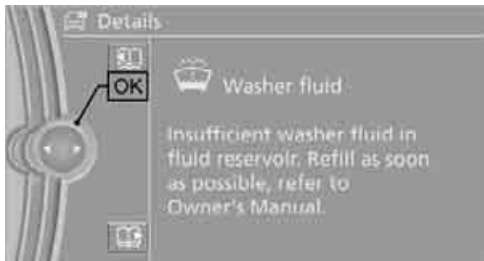 Details
OK
Washer fluid
Insufficient washer fluid in
fluid reservoir. Refill as soon
as possible, refer to
Owner's Manual.